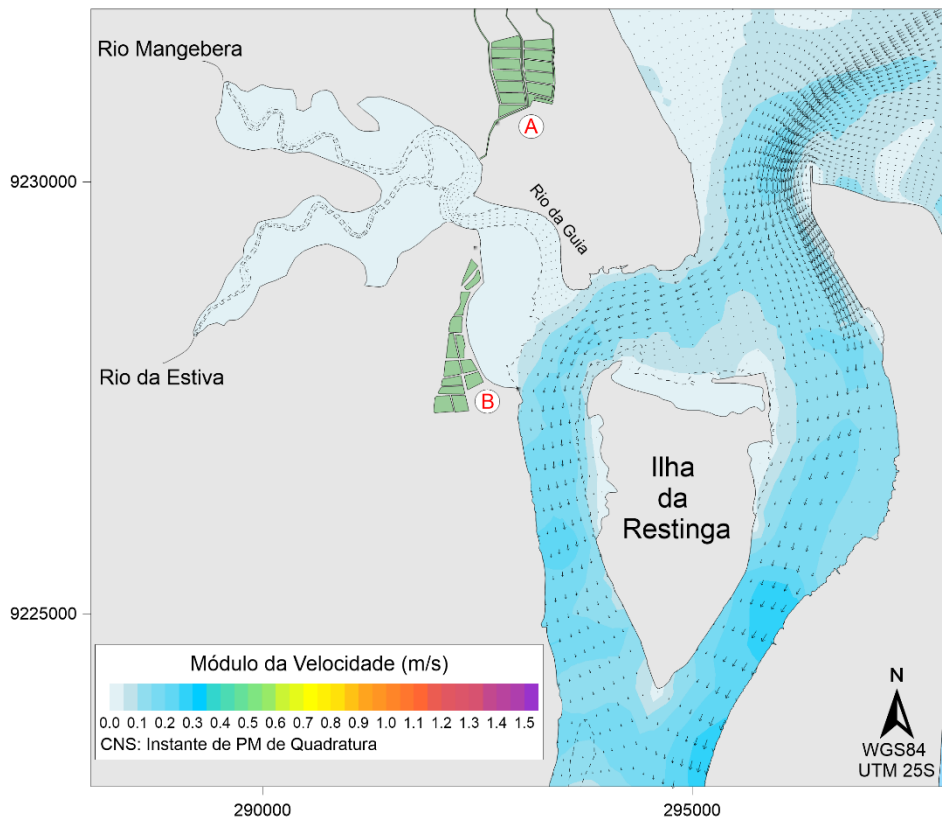 Rio Mangebera
A
9230000
Rio da Guia
Rio da Estiva
B
Ilha
da
Restinga
9225000
Módulo da Velocidade (m/s)
0.0 0.1 0.2 0.3 0.4 0.5 0.6 0.7 0.8 0.9 1.0 1.1 1.2 1.3 1.4 1.5
CNS: Instante de PM de Quadratura
N
WGS84
UTM 25S
290000 295000